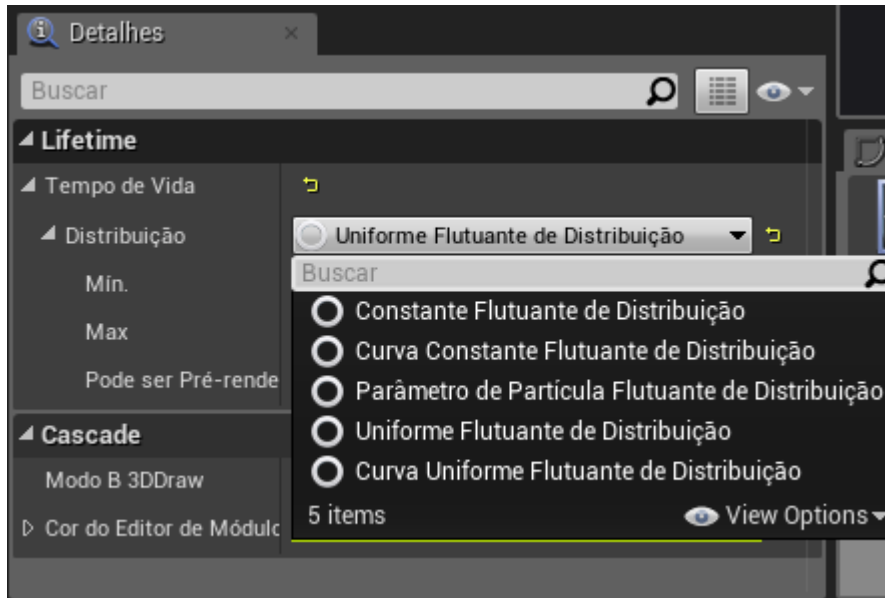 Detalhes
Buscar
Lifetime
Tempo de Vida
Distribuição
Uniforme Flutuante de Distribuição
Buscar
Mín.
Constante Flutuante de Distribuição
Max
Curva Constante Flutuante de Distribuição
Pode ser Pré-rende
Parâmetro de Partícula Flutuante de Distribuição
Cascade
Uniforme Flutuante de Distribuição
Modo B 3DDraw
Curva Uniforme Flutuante de Distribuição
Cor do Editor de Módulo
5 items
View Options